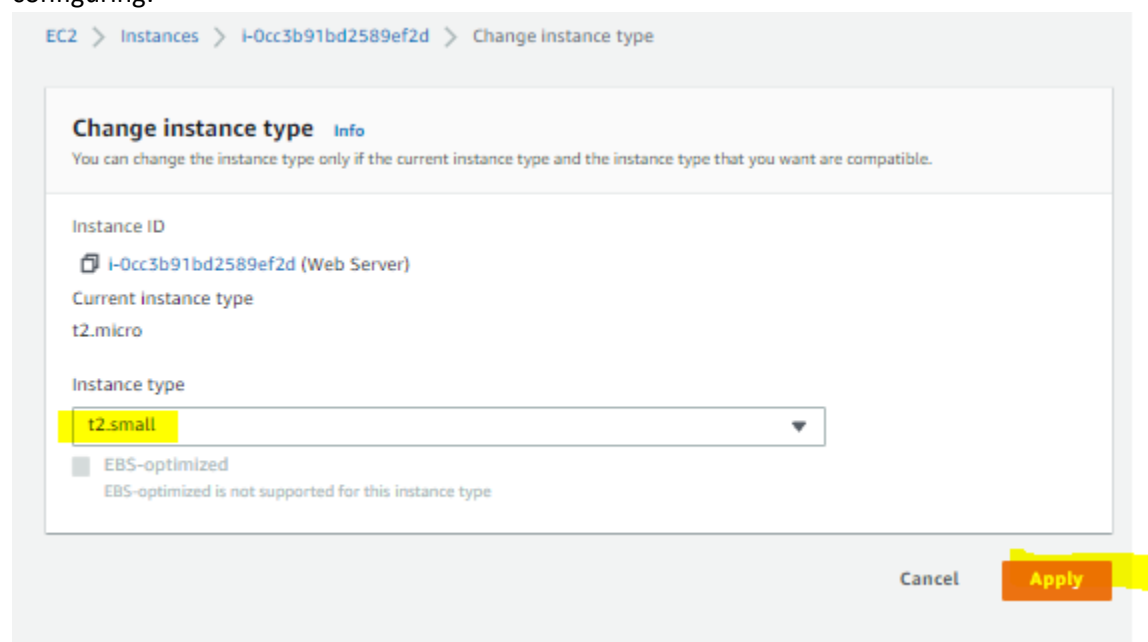 configuring.
EC2 > Instances > i-0cc3b91bd2589ef2d > Change instance type
Change instance type Info
You can change the instance type only if the current instance type and the instance type that you want are compatible.
Instance ID
i-0cc3b91bd2589ef2d (Web Server)
Current instance type
t2.micro
Instance type
t2.small
EBS-optimized
EBS-optimized is not supported for this instance type
Cancel Apply